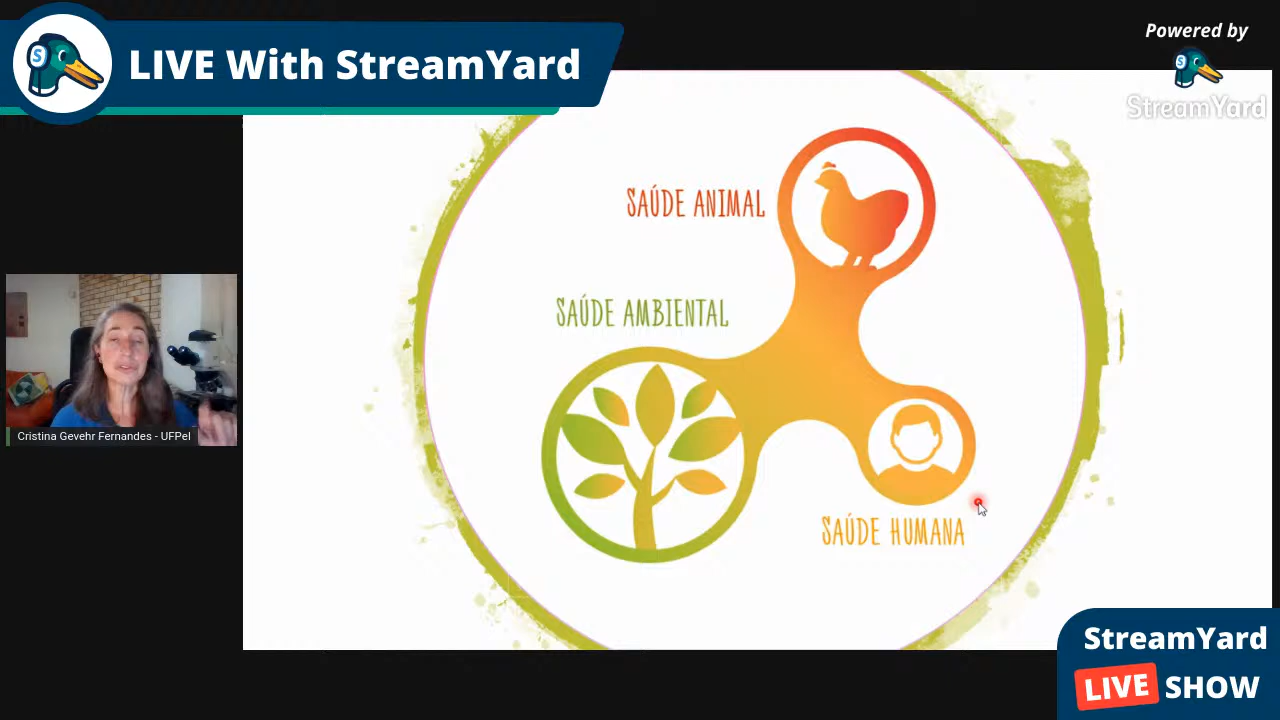 LIVE With StreamYard
Powered by
StreamYard
SAÚDE ANIMAL
SAÚDE AMBIENTAL
Cristina Gevehr Fernandes - UFPel
SAÚDE HUMANA
StreamYard
LIVE SHOW